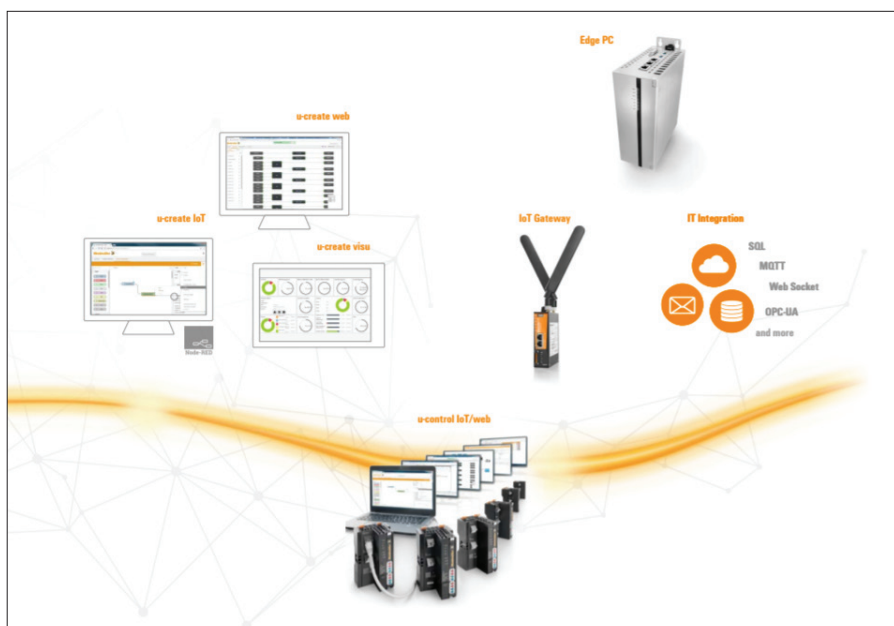 Edge PC
u-create web
u-create IoT
IoT Gateway
IT Integration
u-create visu
SQL
MQTT
Web Socket
OPC-UA
and more
Node-RED
u-control IoT/web